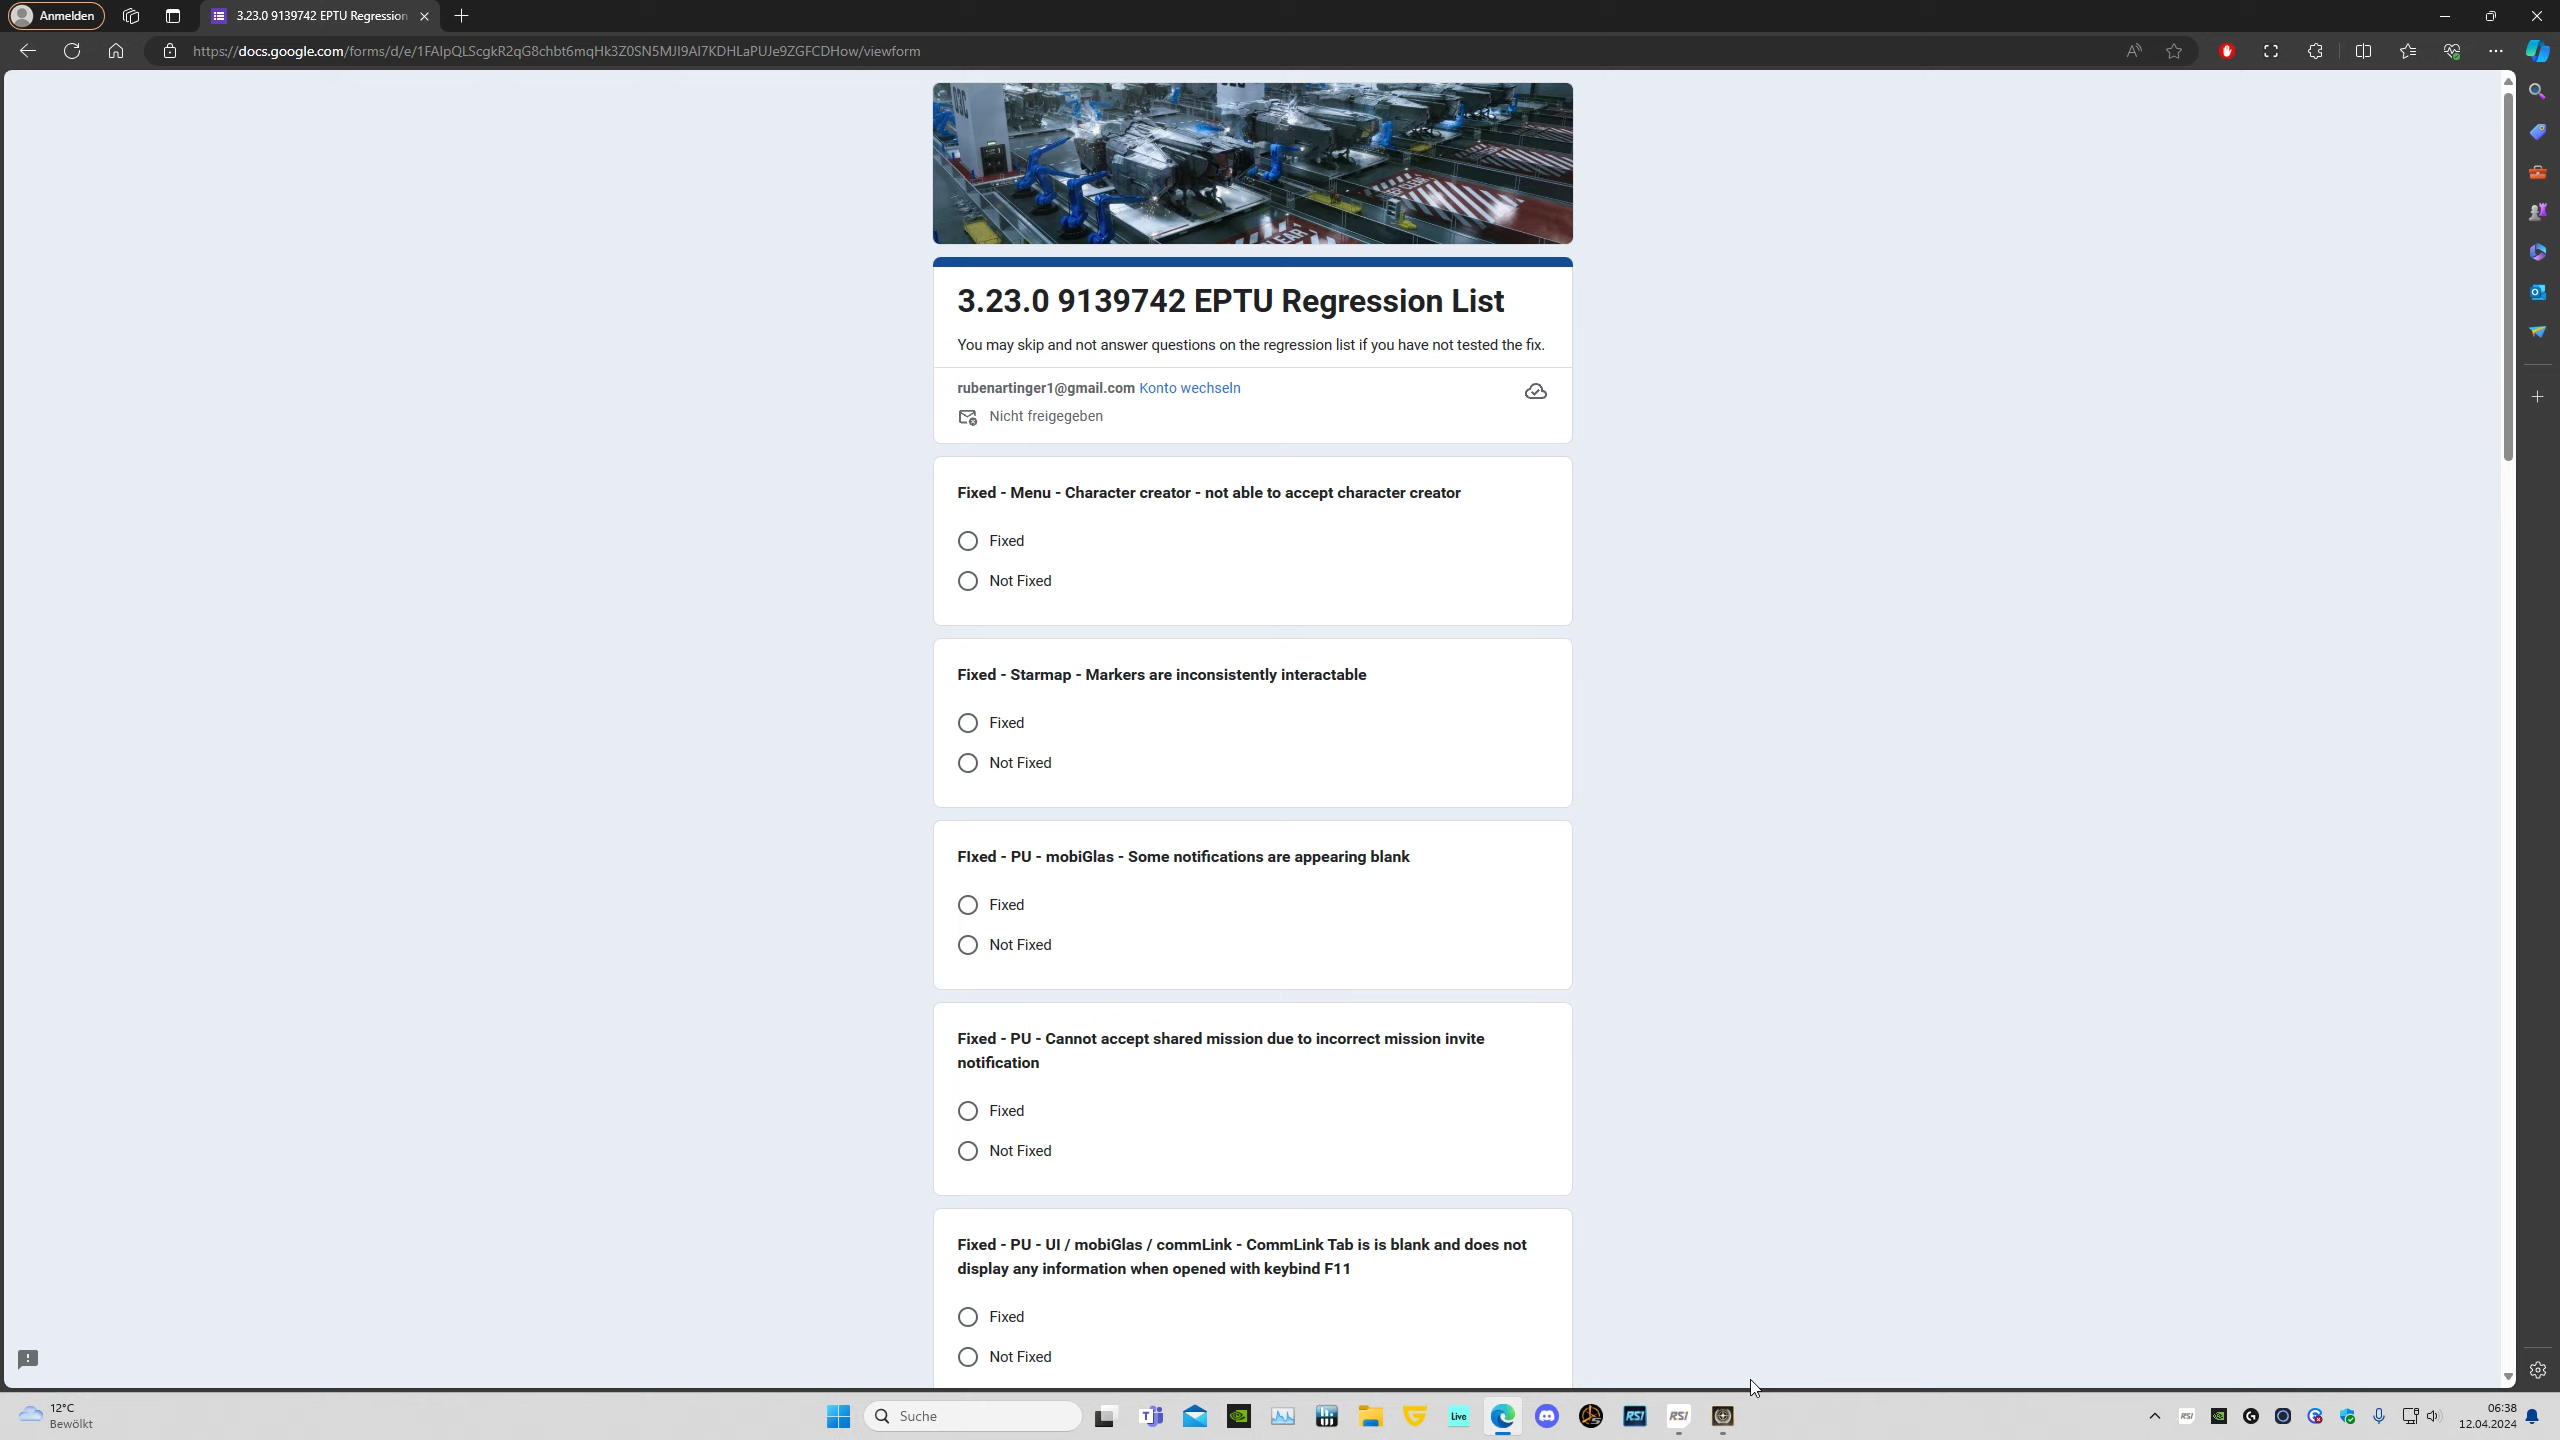 Anmelden
3.23.0 9139742 EPTU Regression
https://docs.google.com/forms/d/e/1FAIpQLScgkR2qG8chbt6mqHk3Z0SN5MJI9AI7KDHLaPUJe9ZGFCDHow/viewform
3.23.0 9139742 EPTU Regression List
You may skip and not answer questions on the regression list if you have not tested the fix.
rubenartinger1@gmail.com Konto wechseln
Nicht freigegeben
Fixed - Menu - Character creator - not able to accept character creator
Fixed
Not Fixed
Fixed - Starmap - Markers are inconsistently interactable
Fixed
Not Fixed
FIxed - PU - mobiGlas - Some notifications are appearing blank
Fixed
Not Fixed
Fixed - PU - Cannot accept shared mission due to incorrect mission invite
notification
Fixed
Not Fixed
Fixed - PU - UI / mobiGlas / commLink - CommLink Tab is is blank and does not
display any information when opened with keybind F11
Fixed
Not Fixed
12°C
Bewölkt
Suche
Live
RSI
RSI
RSI
06:38
12.04.2024